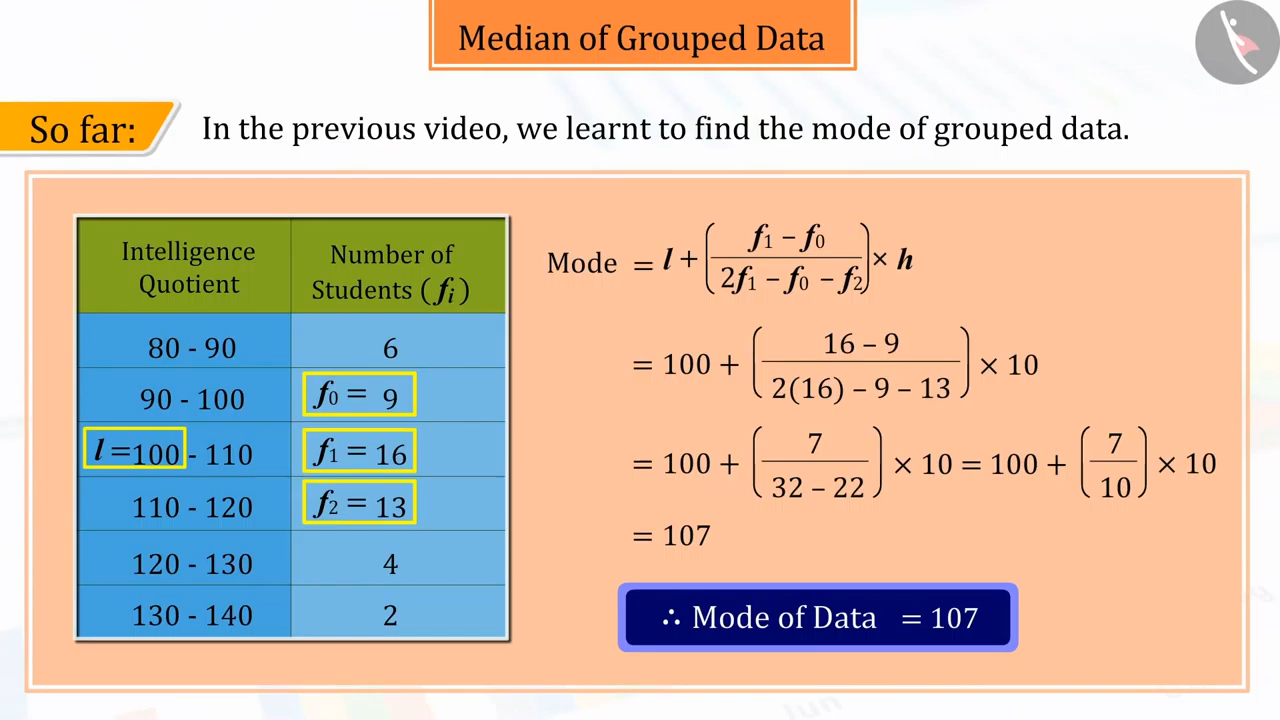 Median of Grouped Data
So far:
In the previous video, we learnt to find the mode of grouped data.
Intelligence Quotient
Number of Students (fᵢ)
80 - 90
6
90 - 100
f₀ = 9
l = 100 - 110
f₁ = 16
110 - 120
f₂ = 13
120 - 130
4
130 - 140
2
Mode = l + ( f₁ – f₀ / 2f₁ – f₀ – f₂ ) × h
= 100 + ( 16 – 9 / 2(16) – 9 – 13 ) × 10
= 100 + ( 7 / 32 – 22 ) × 10 = 100 + ( 7 / 10 ) × 10
= 107
∴ Mode of Data = 107